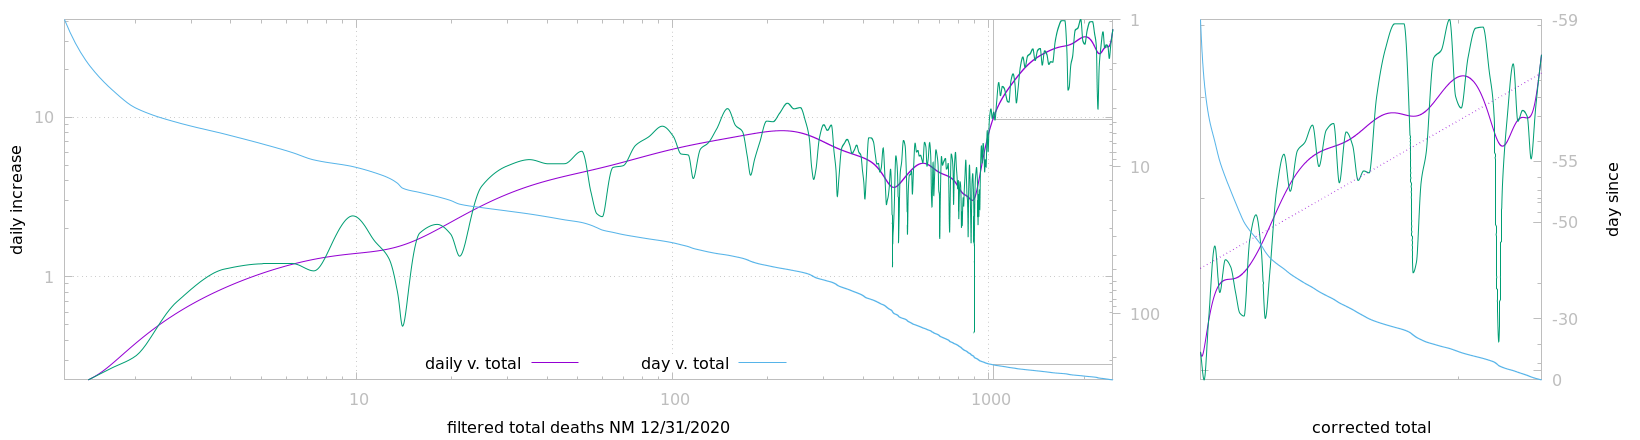 daily increase
10
1
daily v. total
day v. total
10
100
1000
filtered total deaths NM 12/31/2020
1
10
100
-59
-55
-50
-30
0
day since
corrected total